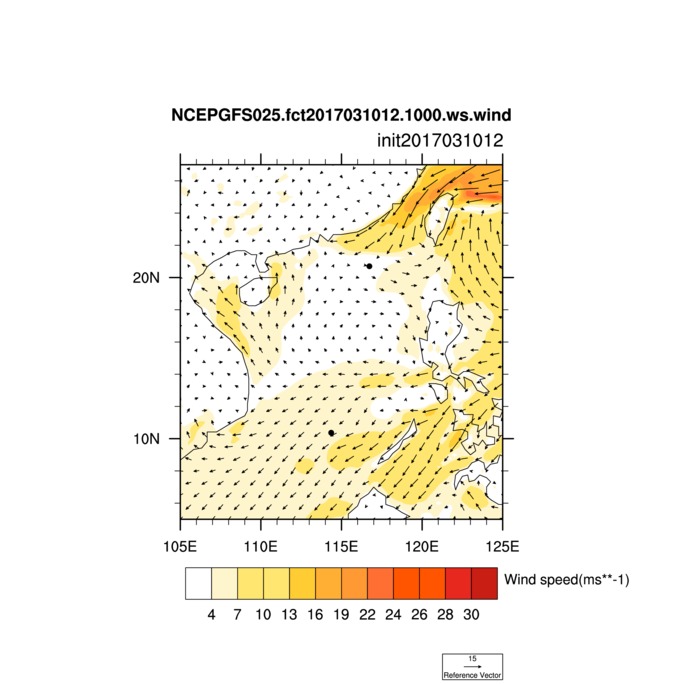 NCEPGFS025.fct2017031012.1000.ws.wind
init2017031012
20N
10N
105E 110E 115E 120E 125E
Wind speed(ms**-1)
4 7 10 13 16 19 22 24 26 28 30
15
Reference Vector